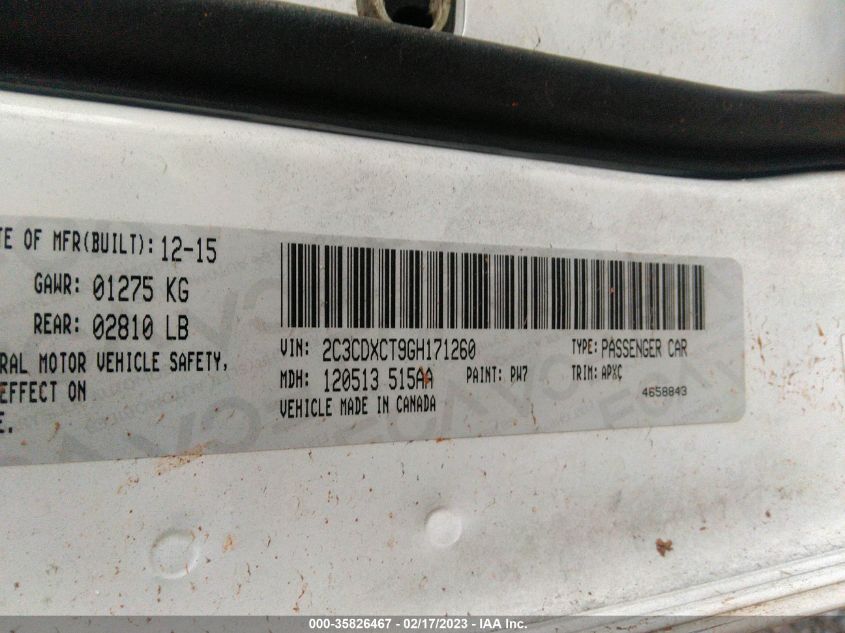 TE OF MFR(BUILT): 12-15
GAWR: 01275 KG
REAR: 02810 LB
RAL MOTOR VEHICLE SAFETY,
EFFECT ON
E.
VIN: 2C3CDXCT9GH171260 TYPE: PASSENGER CAR
MDH: 120513 515AA PAINT: PW7 TRIM: APXC
VEHICLE MADE IN CANADA 4658843
000-35826467 - 02/17/2023 - IAA Inc.